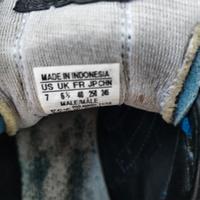 MADE IN INDONESIA
US UK FR JP CHN
7 6½ 40 250 245
MALE/MÂLE